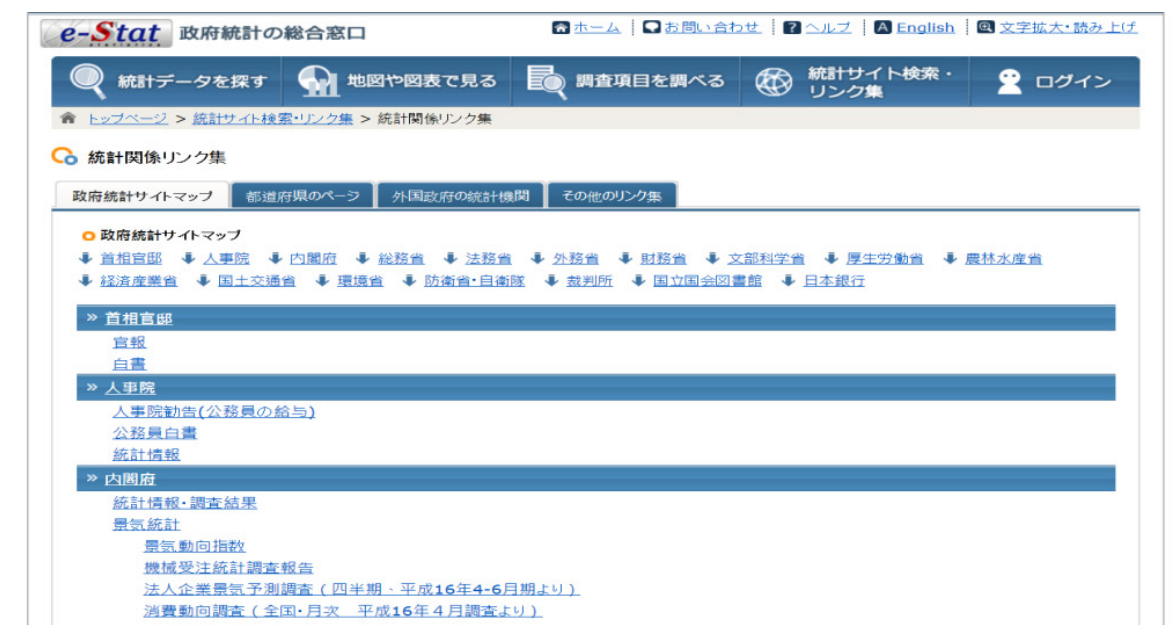 e-Stat 政府統計の総合窓口
ホーム お問い合わせ ヘルプ English 文字拡大・読み上げ
統計データを探す 地図や図表で見る 調査項目を調べる 統計サイト検索・リンク集 ログイン
トップページ > 統計サイト検索・リンク集 > 統計関係リンク集
統計関係リンク集
政府統計サイトマップ 都道府県のページ 外国政府の統計機関 その他のリンク集
政府統計サイトマップ
首相官邸 人事院 内閣府 総務省 法務省 外務省 財務省 文部科学省 厚生労働省 農林水産省
経済産業省 国土交通省 環境省 防衛省・自衛隊 裁判所 国立国会図書館 日本銀行
» 首相官邸
官報
白書
» 人事院
人事院勧告(公務員の給与)
公務員白書
統計情報
» 内閣府
統計情報・調査結果
景気統計
景気動向指数
機械受注統計調査報告
法人企業景気予測調査(四半期、平成16年4-6月期より)
消費動向調査(全国・月次 平成16年4月調査より)